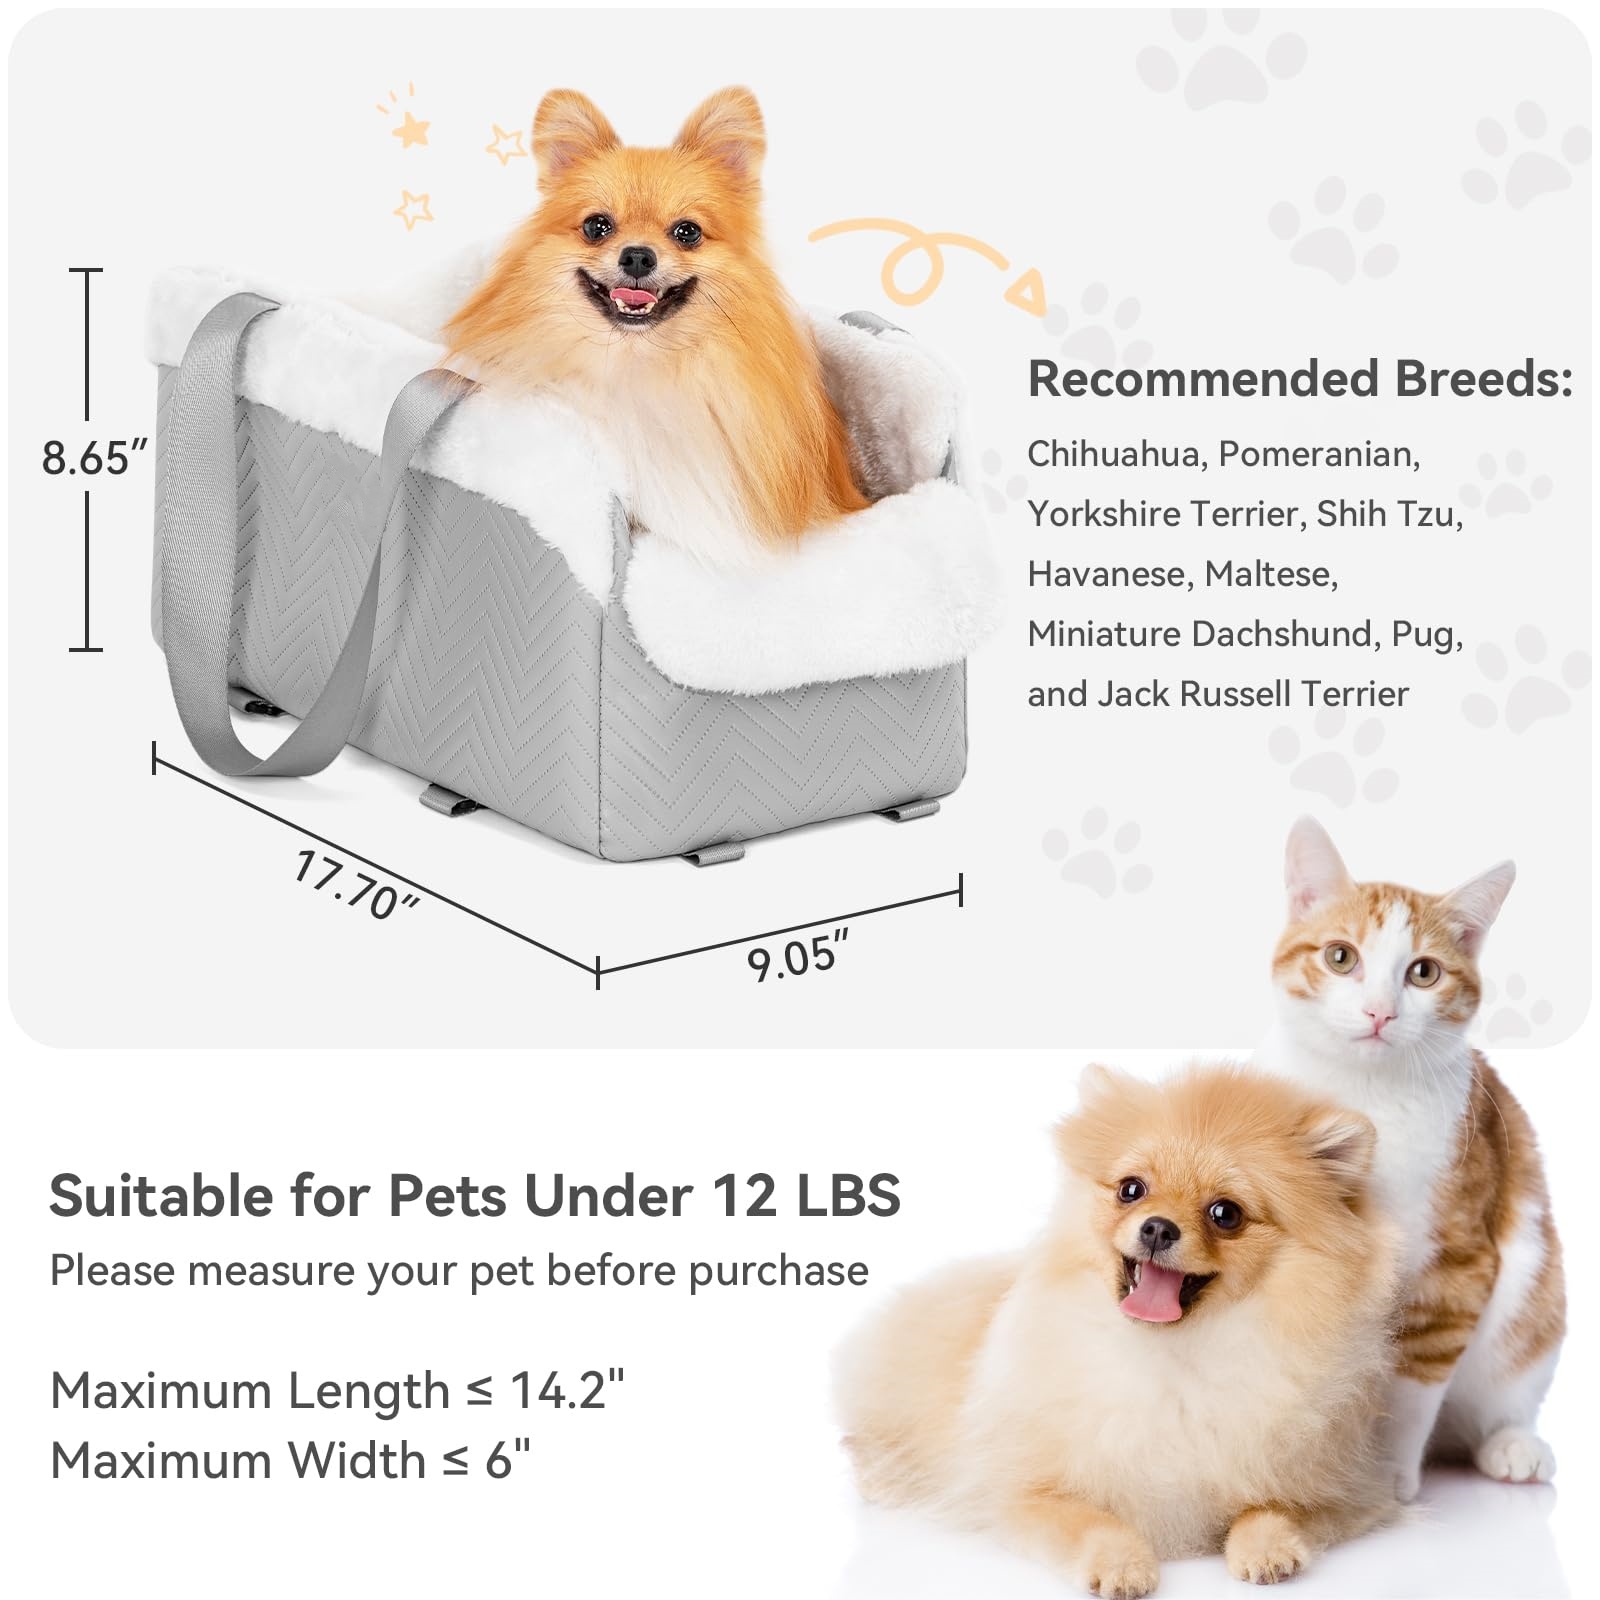 8.65"
17.70"
9.05"
Recommended Breeds:
Chihuahua, Pomeranian,
Yorkshire Terrier, Shih Tzu,
Havanese, Maltese,
Miniature Dachshund, Pug,
and Jack Russell Terrier
Suitable for Pets Under 12 LBS
Please measure your pet before purchase
Maximum Length ≤ 14.2"
Maximum Width ≤ 6"